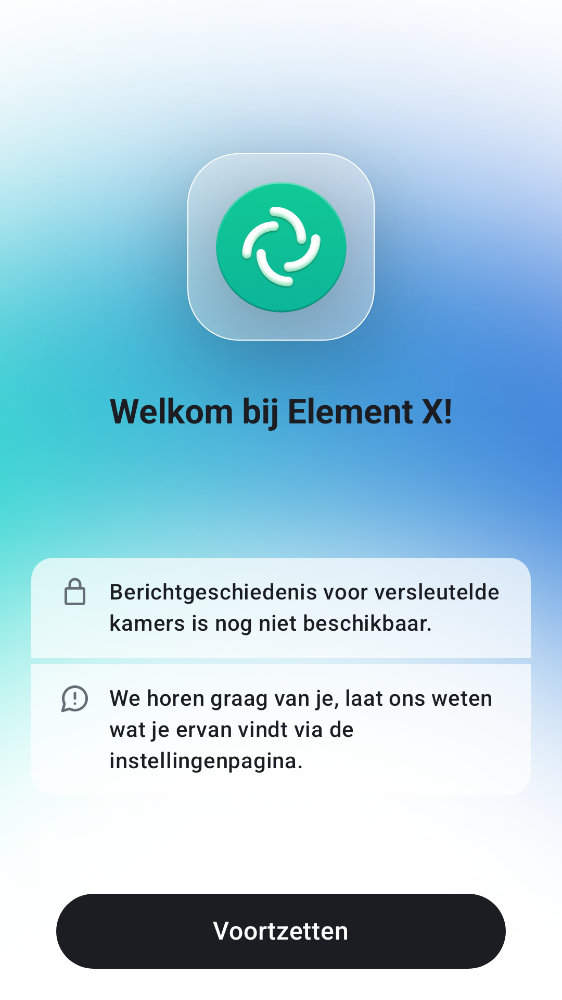 Welkom bij Element X!
Berichtgeschiedenis voor versleutelde
kamers is nog niet beschikbaar.
We horen graag van je, laat ons weten
wat je ervan vindt via de
instellingenpagina.
Voortzetten